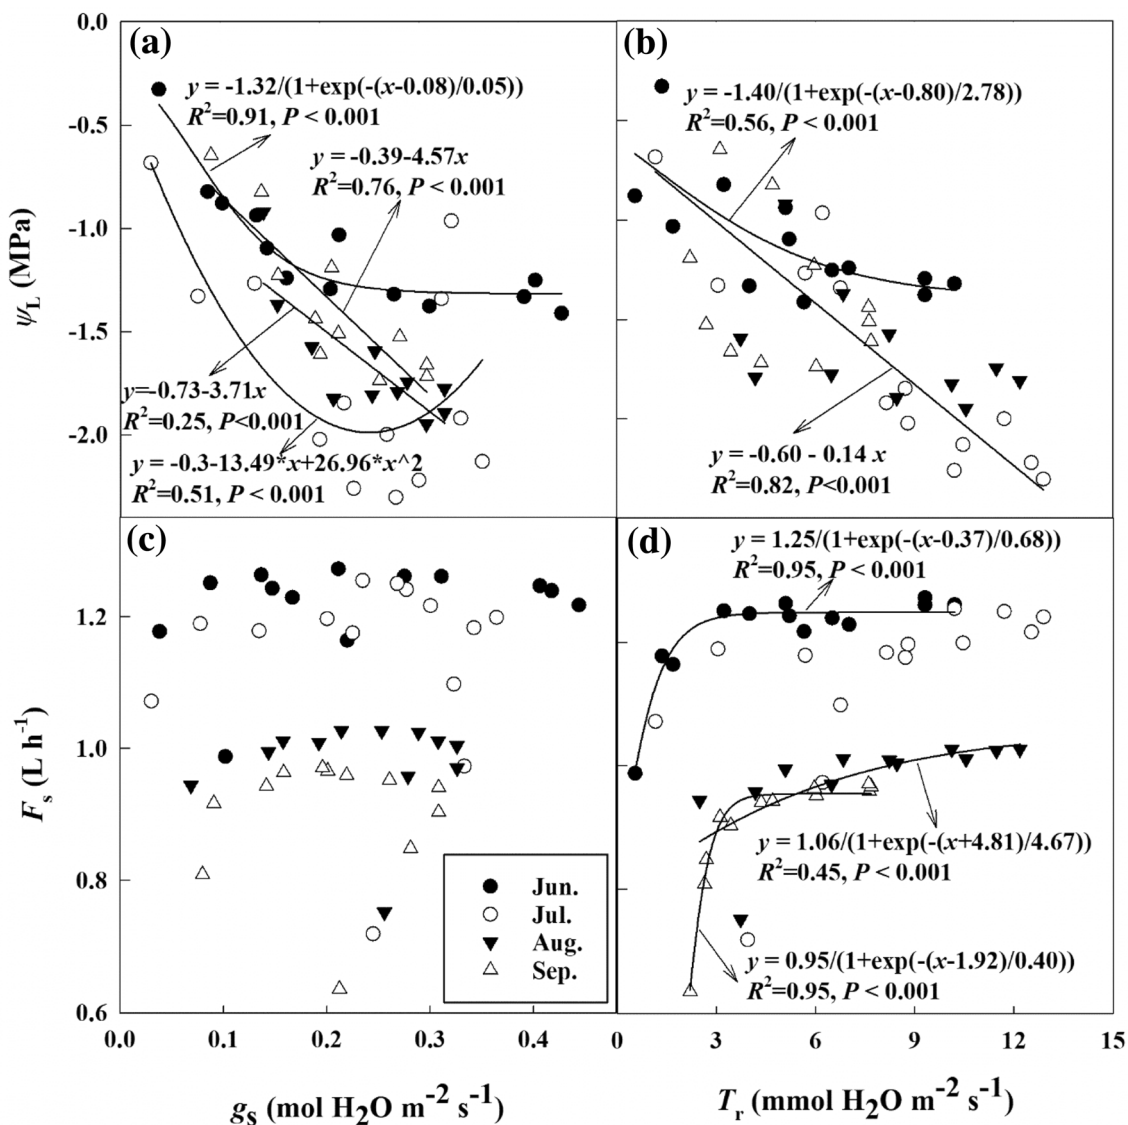 (a)
y = -1.32/(1+exp(-(x-0.08)/0.05))
R²=0.91, P < 0.001
y = -0.39-4.57x
R²=0.76, P < 0.001
y=-0.73-3.71x
R²=0.25, P<0.001
y = -0.3-13.49*x+26.96*x^2
R²=0.51, P < 0.001
0.0
-0.5
-1.0
-1.5
-2.0
ψL (MPa)
(b)
y = -1.40/(1+exp(-(x-0.80)/2.78))
R²=0.56, P < 0.001
y = -0.60 - 0.14 x
R²=0.82, P<0.001
(c)
1.2
1.0
0.8
0.6
Fs (L h⁻¹)
Jun.
Jul.
Aug.
Sep.
0.0 0.1 0.2 0.3 0.4
gs (mol H2O m⁻² s⁻¹)
(d)
y = 1.25/(1+exp(-(x-0.37)/0.68))
R²=0.95, P < 0.001
y = 1.06/(1+exp(-(x+4.81)/4.67))
R²=0.45, P < 0.001
y = 0.95/(1+exp(-(x-1.92)/0.40))
R²=0.95, P < 0.001
0 3 6 9 12 15
Tr (mmol H2O m⁻² s⁻¹)